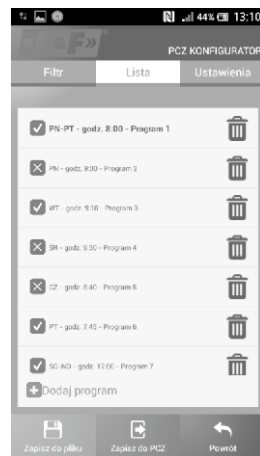 44% 13:10
«F&F»
PCZ KONFIGURATOR
Filtr Lista Ustawienia
PN-PT - godz. 8:00 - Program 1
PN - godz. 9:00 - Program 2
WT - godz. 9:10 - Program 3
SR - godz. 9:30 - Program 4
CZ - godz. 8:40 - Program 5
PT - godz. 7:45 - Program 6
SO-ND - godz. 12:00 - Program 7
Dodaj program
Zapisz do pliku Zapisz do PCZ Powrót